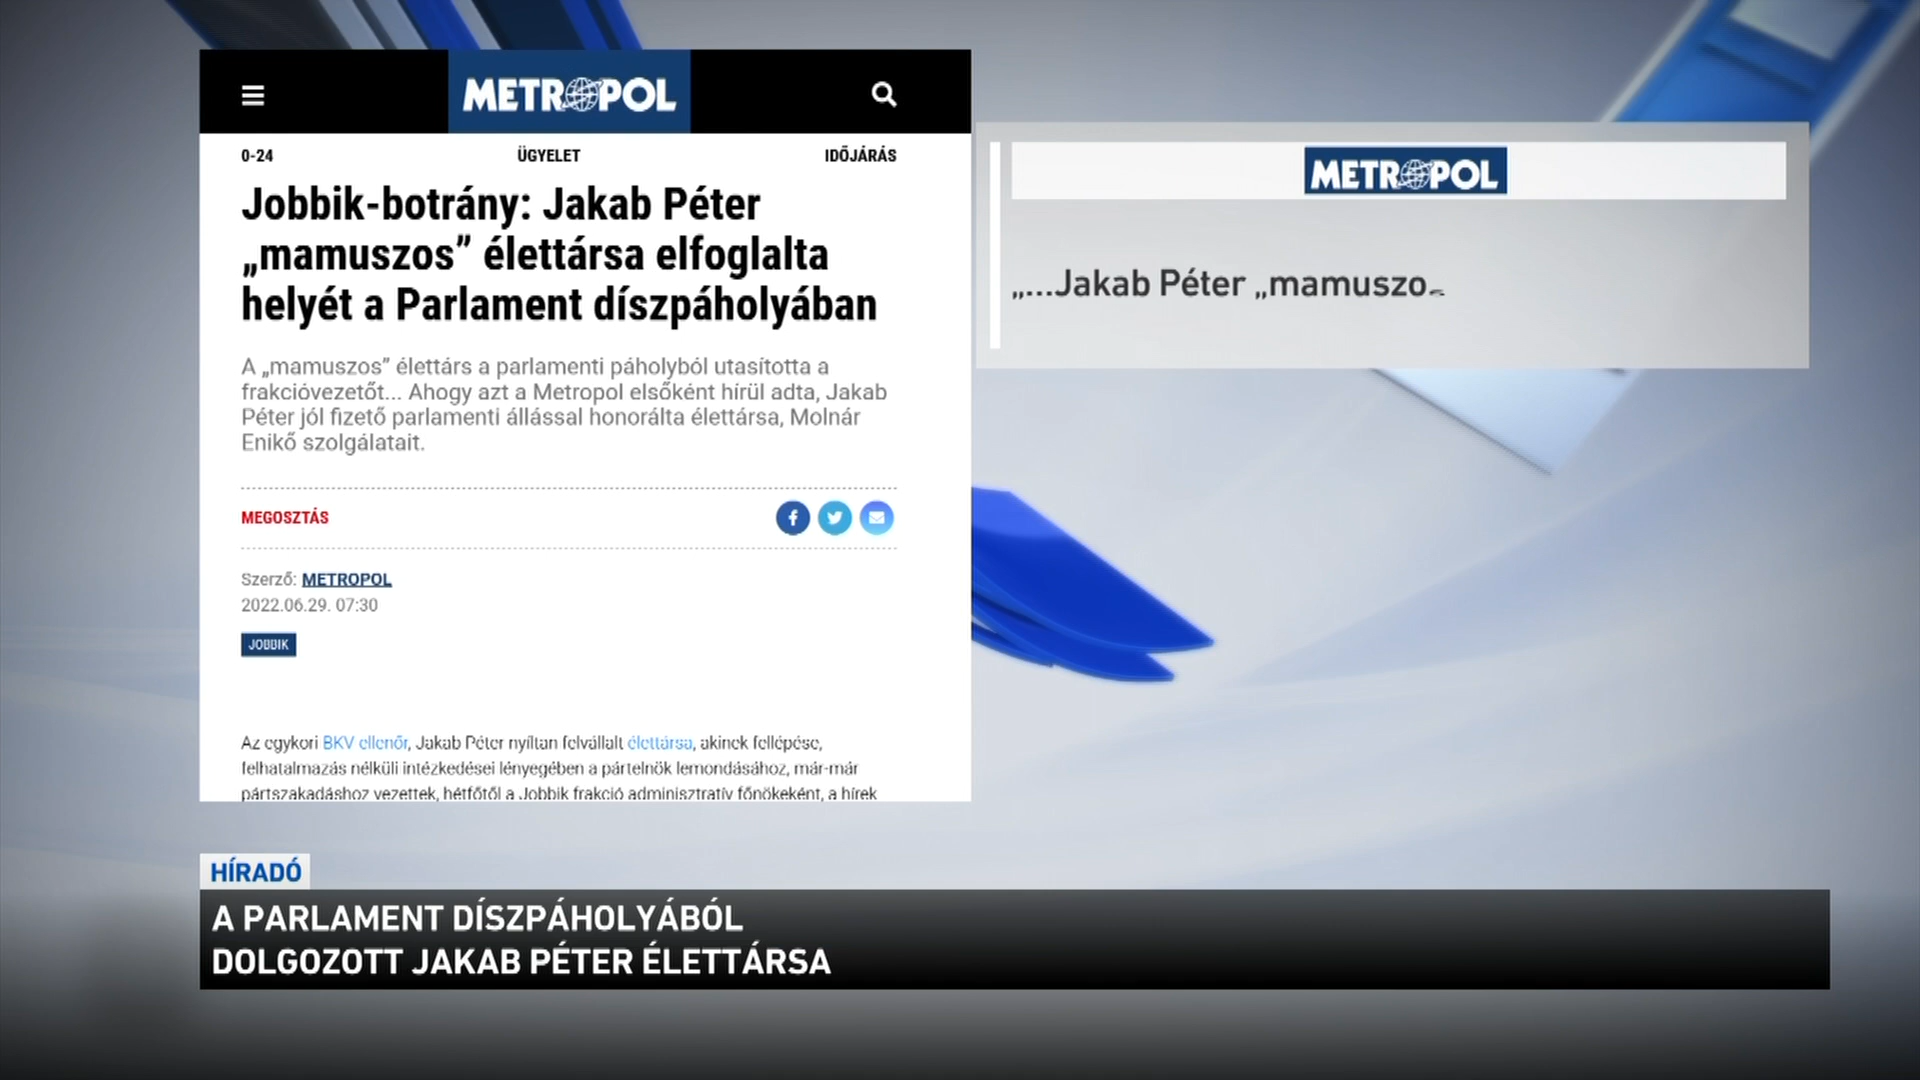 METROPOL
0-24 ÜGYELET IDŐJÁRÁS
Jobbik-botrány: Jakab Péter
„mamuszos” élettársa elfoglalta
helyét a Parlament díszpáholyában
A „mamuszos” élettárs a parlamenti páholyból utasította a
frakcióvezetőt... Ahogy azt a Metropol elsőként hírül adta, Jakab
Péter jól fizető parlamenti állással honorálta élettársa, Molnár
Enikő szolgálatait.
MEGOSZTÁS
Szerző: METROPOL
2022.06.29. 07:30
JOBBIK
Az egykori BKV ellenőr, Jakab Péter nyíltan felvállalt élettársa, akinek fellépése,
felhatalmazás nélküli intézkedései lényegében a pártelnök lemondásához, már-már
pártszakadáshoz vezettek, hétfőtől a Jobbik frakció adminisztratív főnökeként, a hírek
METROPOL
„...Jakab Péter „mamuszo
HÍRADÓ
A PARLAMENT DÍSZPÁHOLYÁBÓL
DOLGOZOTT JAKAB PÉTER ÉLETTÁRSA